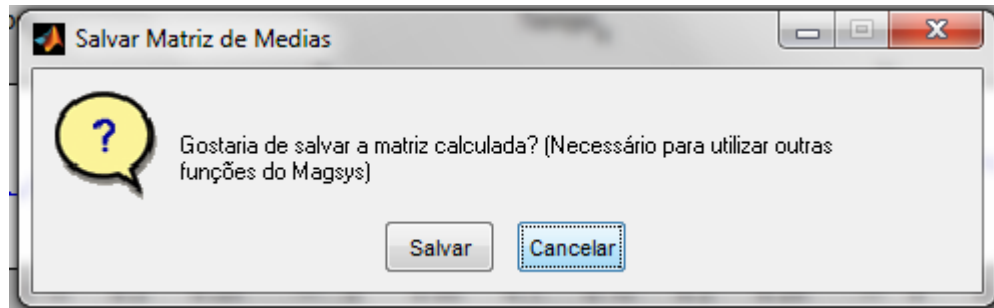 Salvar Matriz de Medias
Gostaria de salvar a matriz calculada? (Necessário para utilizar outras
funções do Magsys)
Salvar
Cancelar